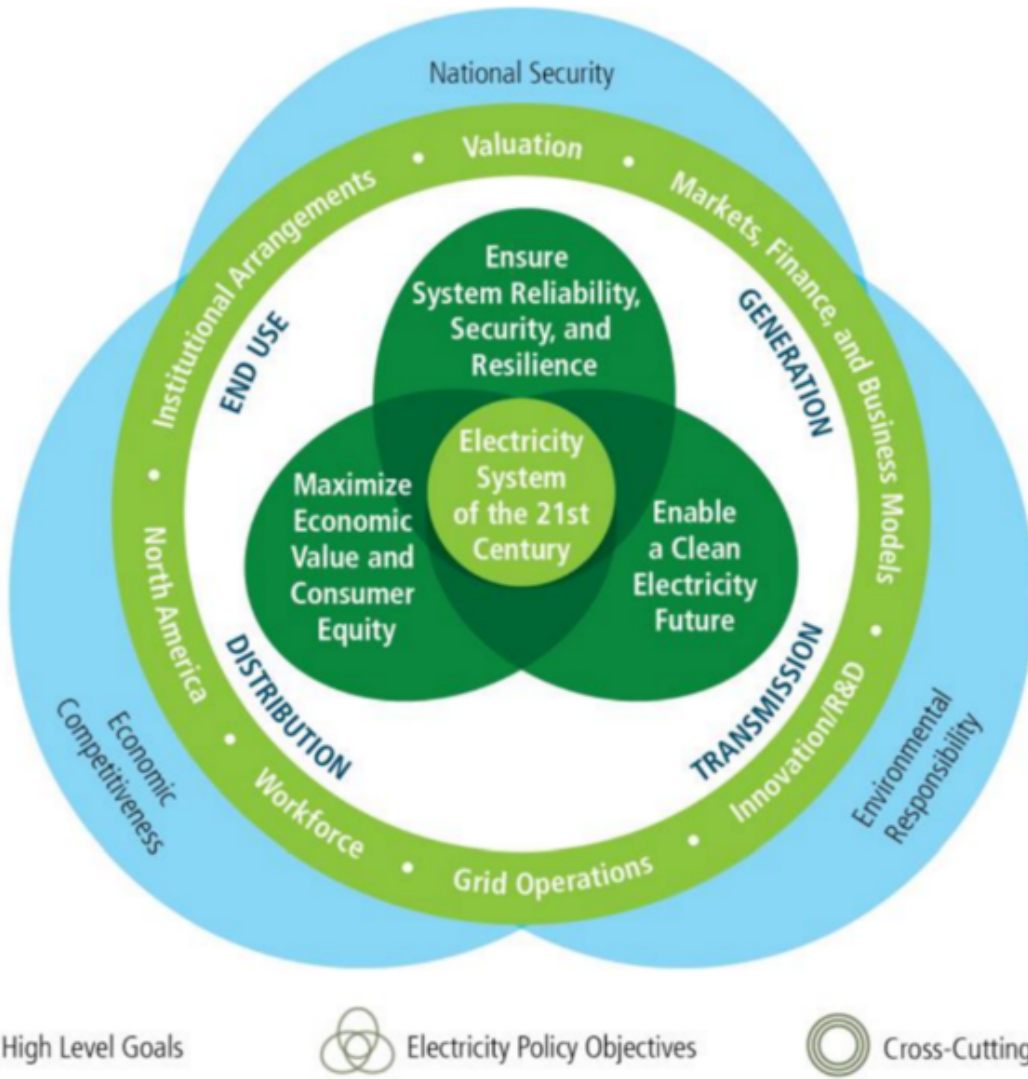 National Security
Institutional Arrangements • Valuation • Markets, Finance, and Business Models • Innovation/R&D • Grid Operations • Workforce • North America •
END USE
GENERATION
Ensure
System Reliability,
Security, and
Resilience
Electricity
System
of the 21st
Century
Maximize
Economic
Value and
Consumer
Equity
Enable
a Clean
Electricity
Future
DISTRIBUTION
TRANSMISSION
Economic
Competitiveness
Environmental
Responsibility
High Level Goals
Electricity Policy Objectives
Cross-Cutting